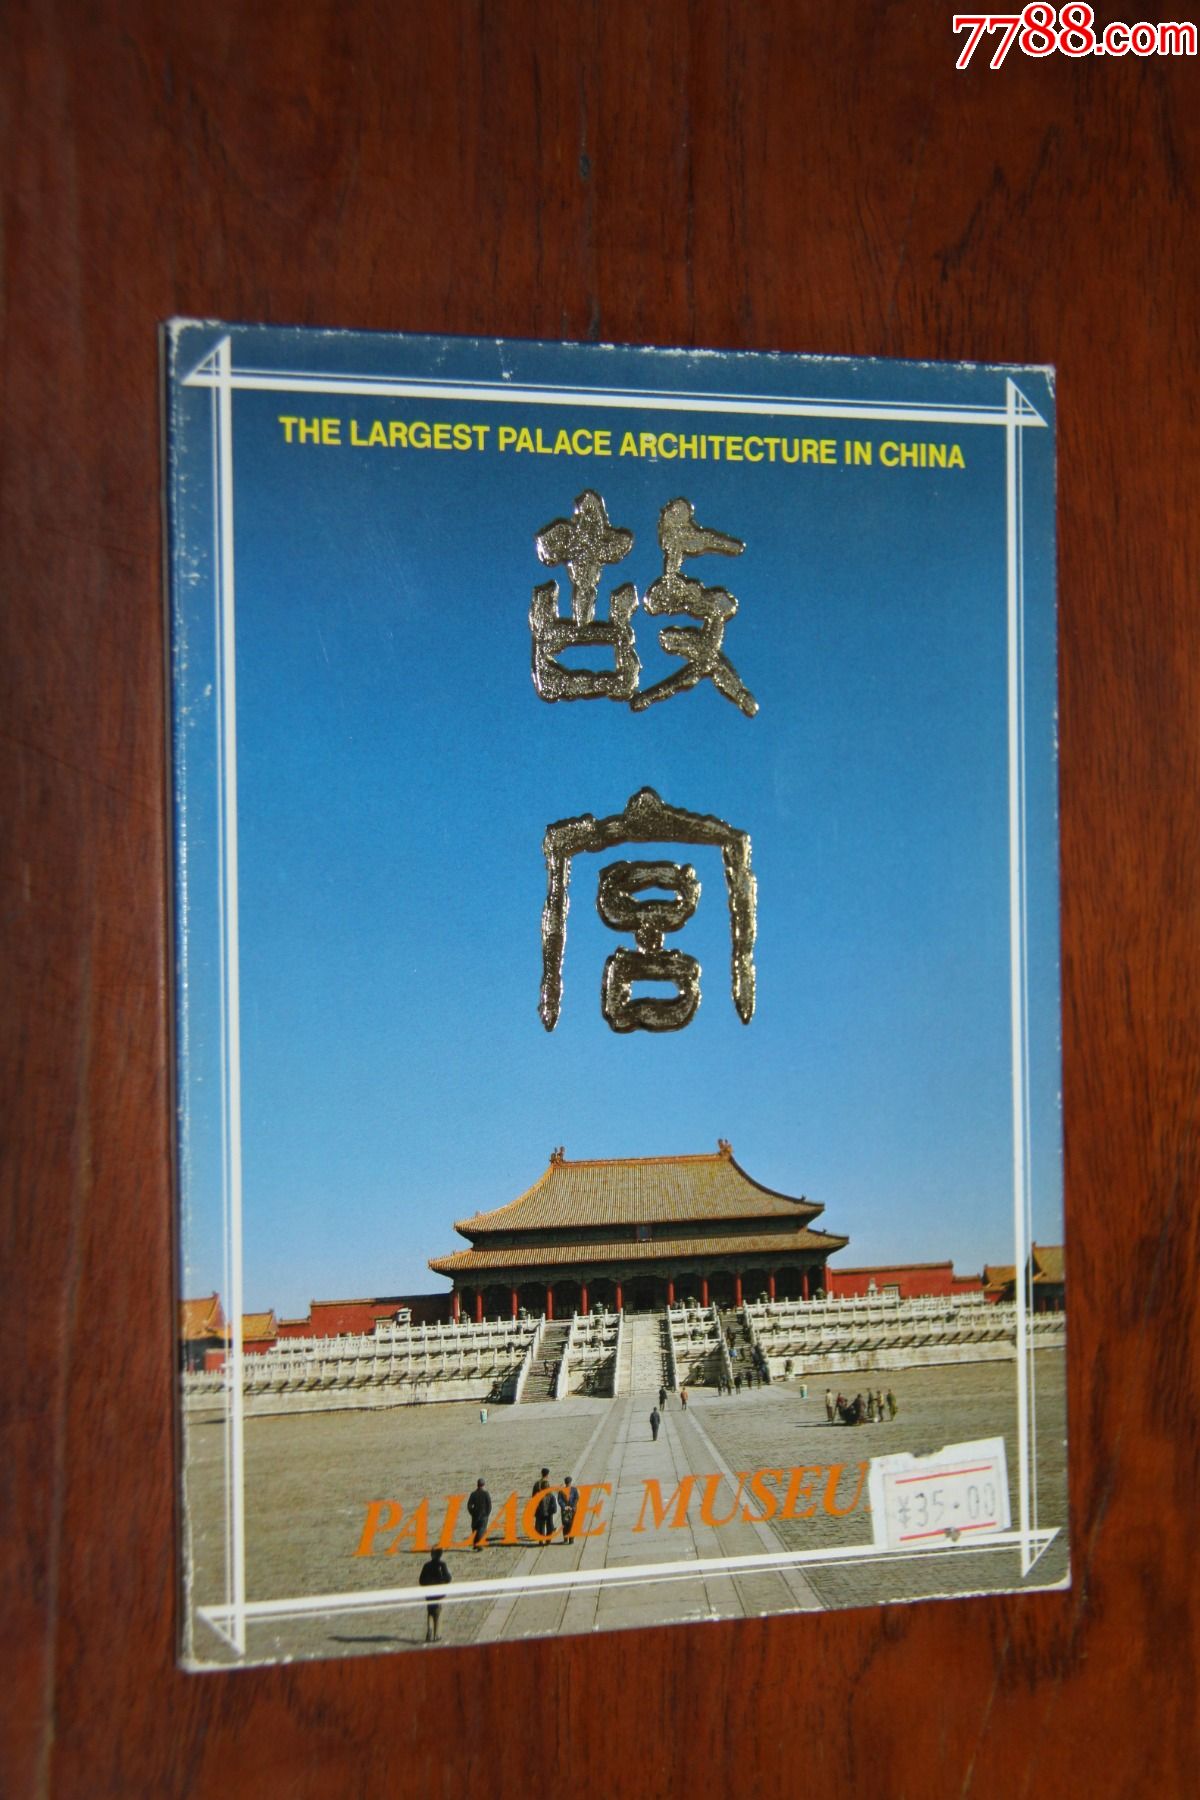 7788.com
THE LARGEST PALACE ARCHITECTURE IN CHINA
故
宫
PALACE MUSEU
¥35.00